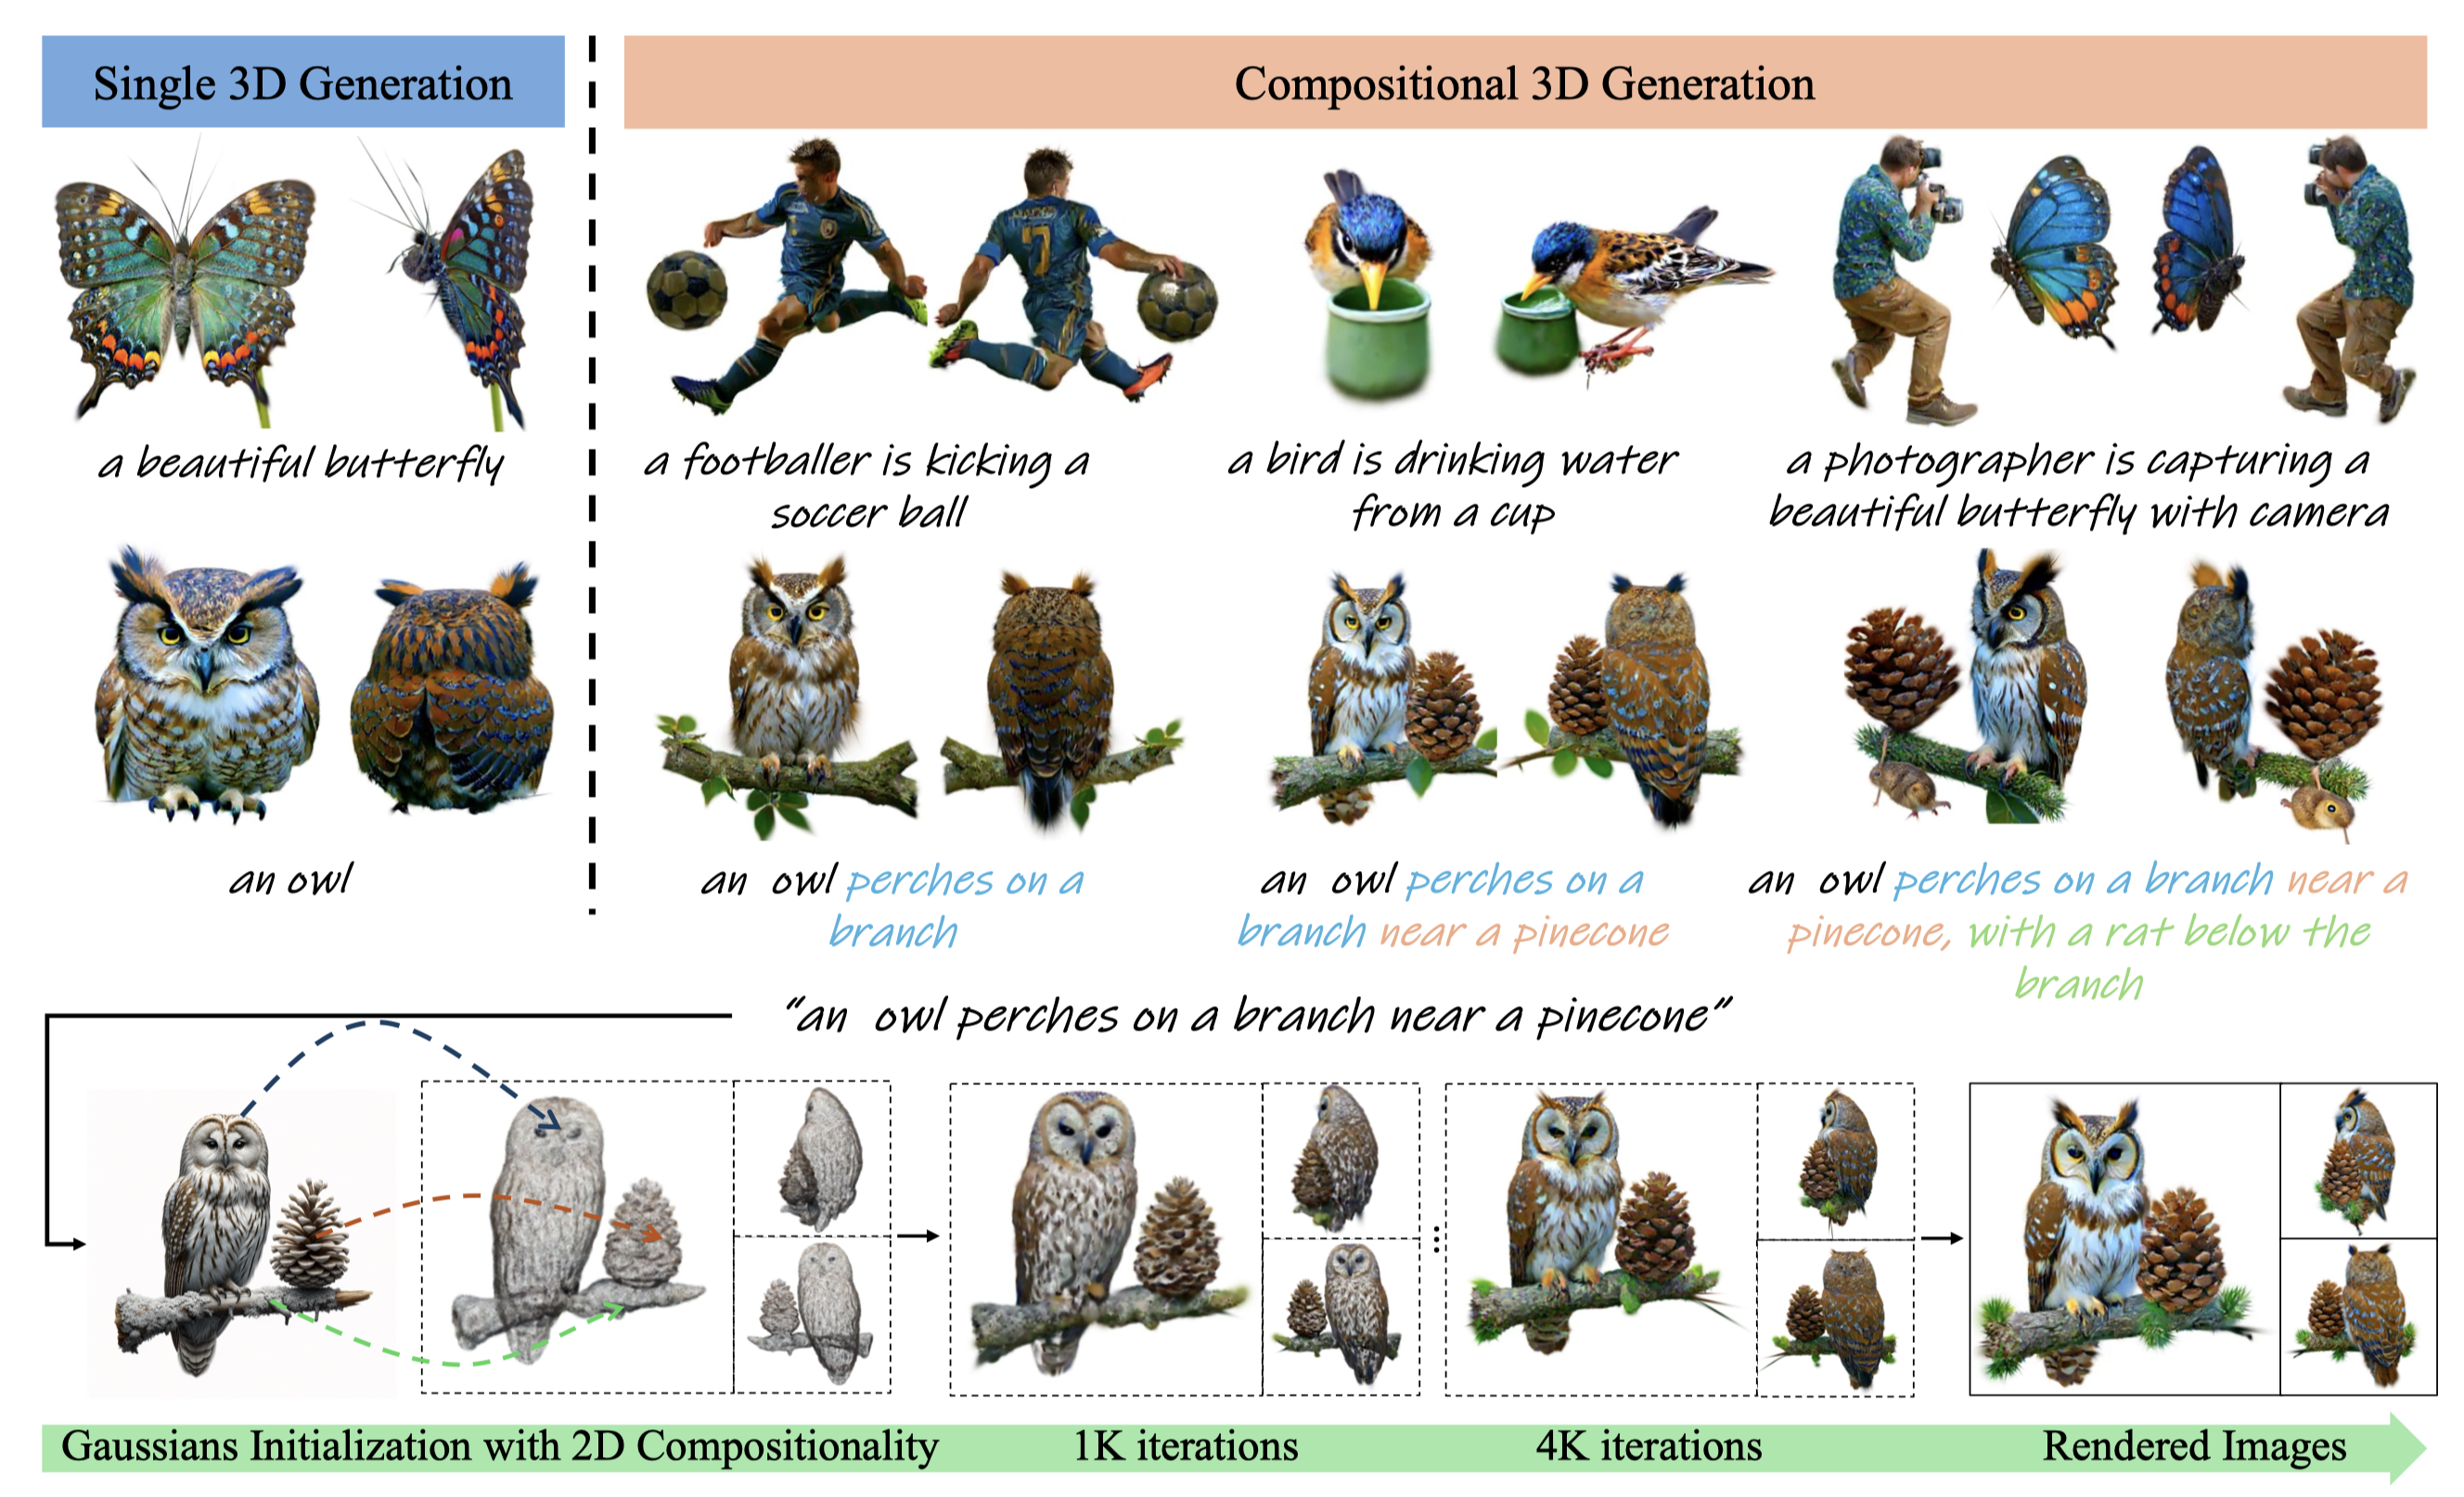 Single 3D Generation
Compositional 3D Generation
7
a beautiful butterfly
a footballer is kicking a
soccer ball
a bird is drinking water
from a cup
a photographer is capturing a
beautiful butterfly with camera
an owl
an owl perches on a
branch
an owl perches on a
branch near a pinecone
an owl perches on a branch near a
pinecone, with a rat below the
branch
“an owl perches on a branch near a pinecone”
Gaussians Initialization with 2D Compositionality
1K iterations
4K iterations
Rendered Images